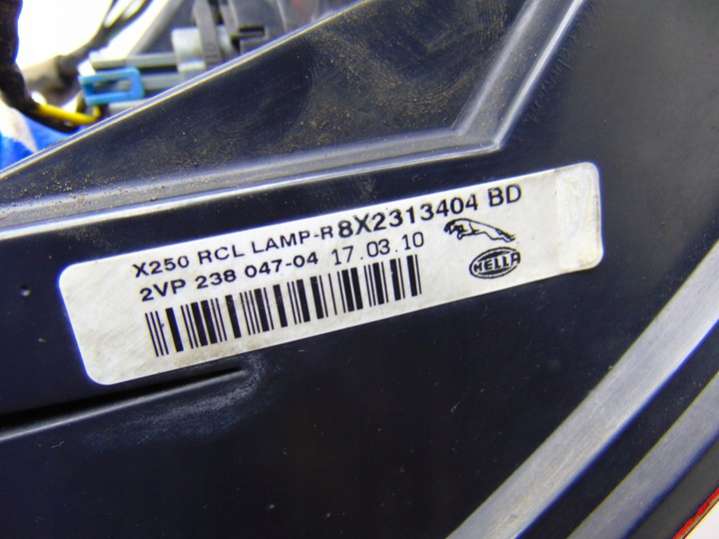 X250 RCL LAMP-R 8X2313404 BD
2VP 238 047-04 17.03.10
HELLA